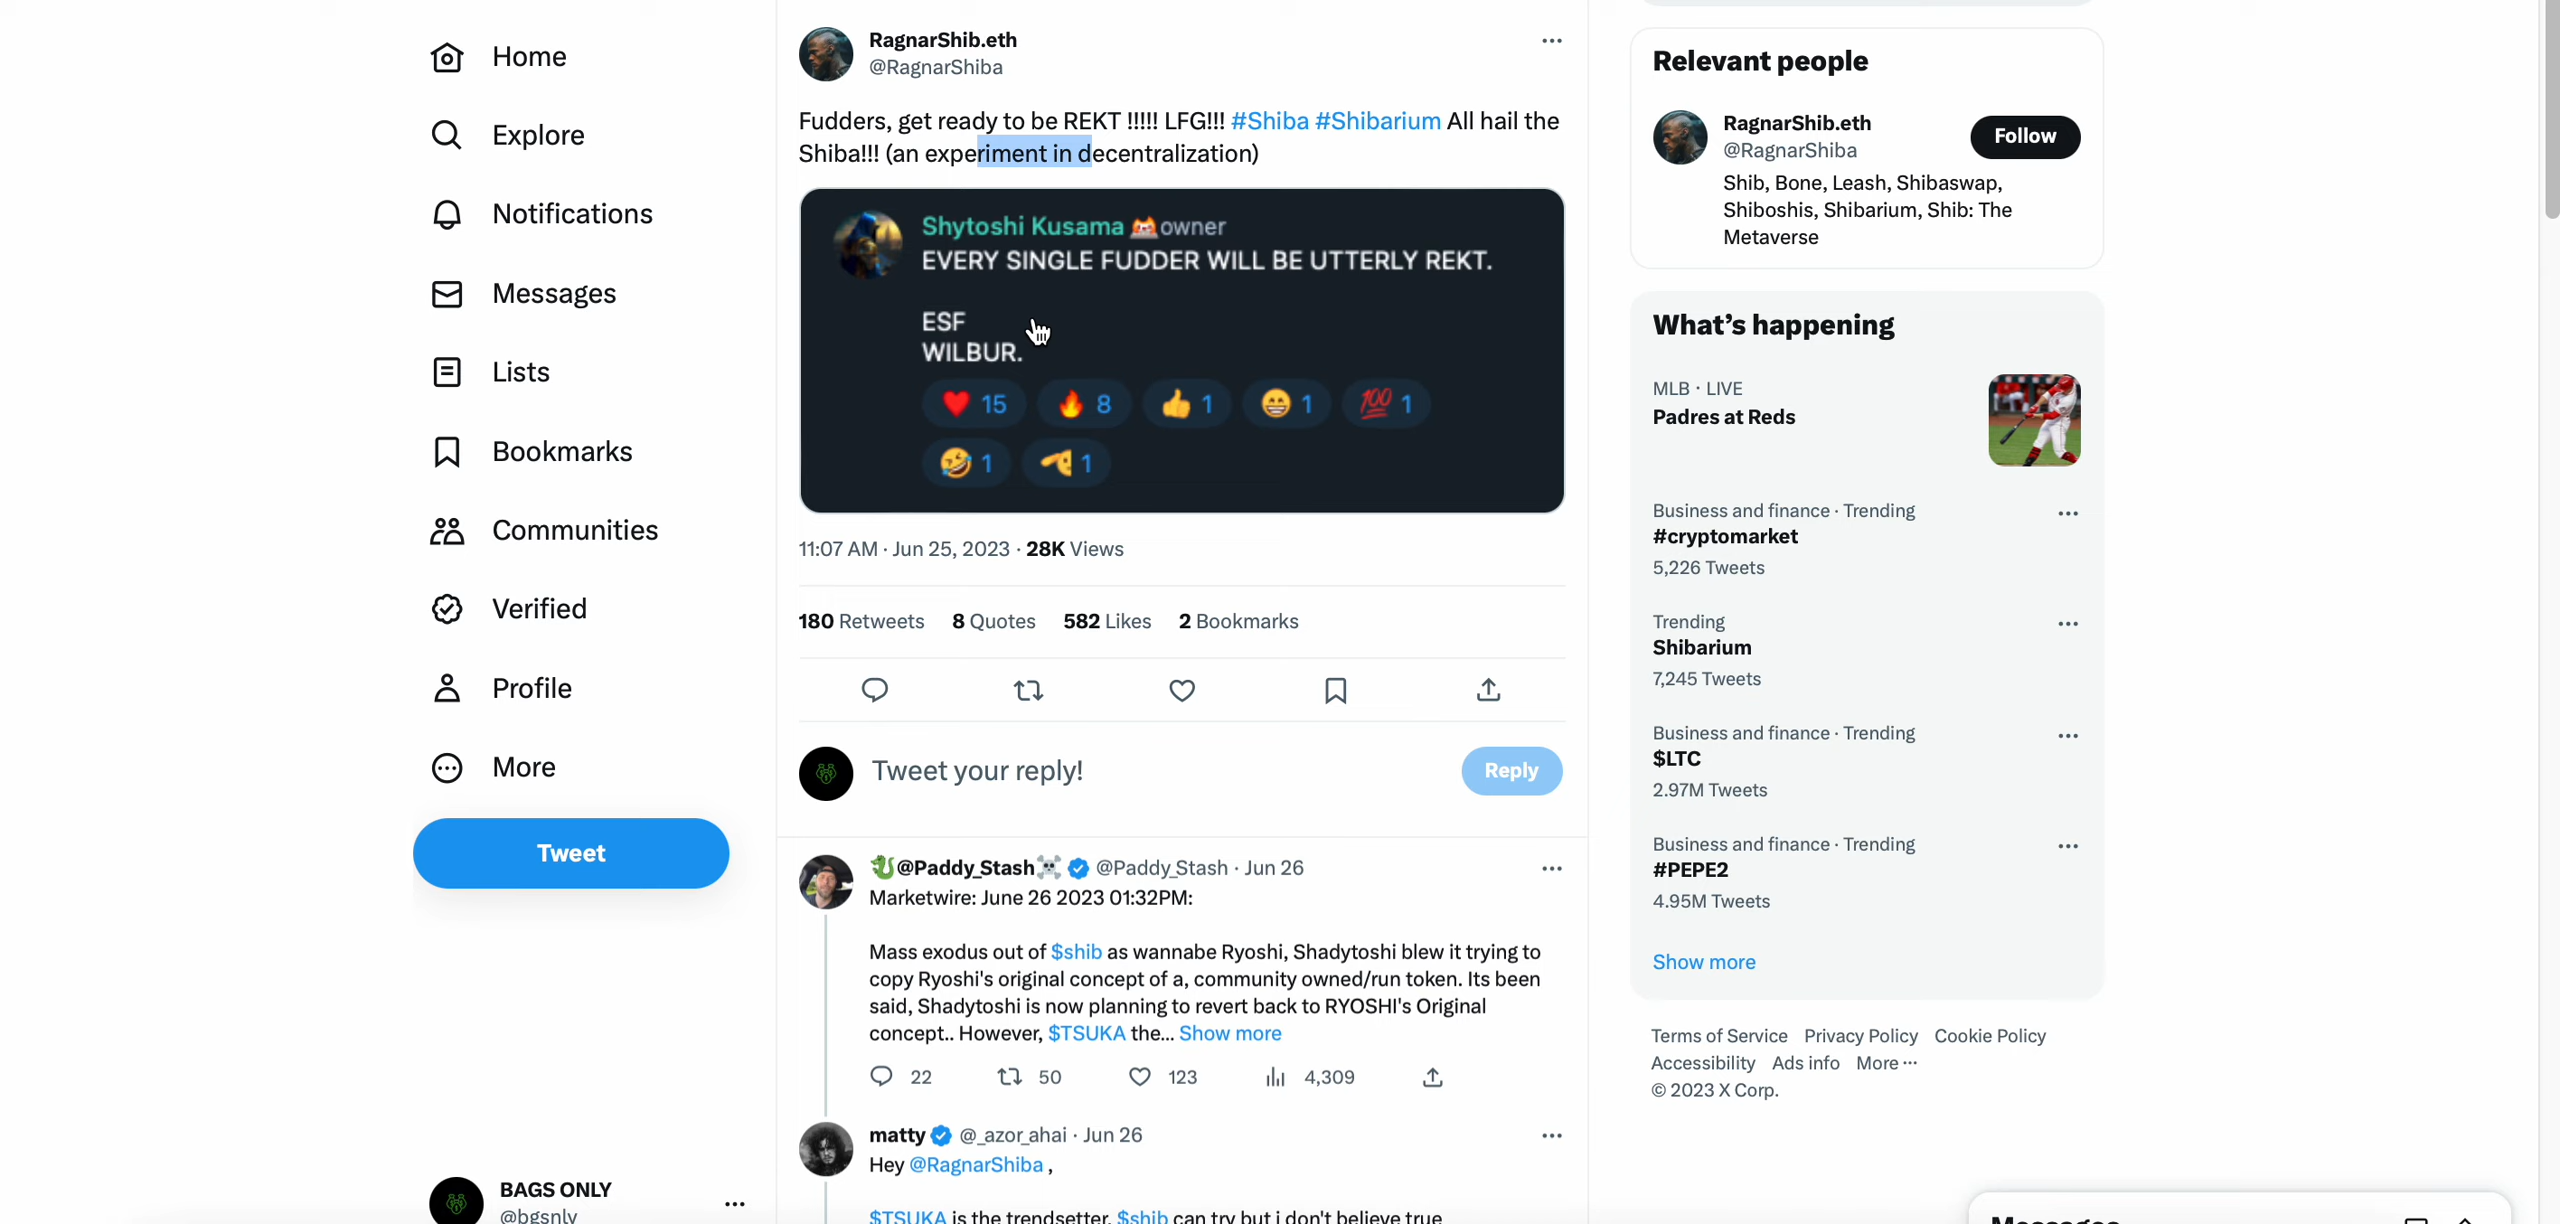 Home
Explore
Notifications
Messages
Lists
Bookmarks
Communities
Verified
Profile
More
Tweet
BAGS ONLY
@bgsnly
RagnarShib.eth
@RagnarShiba
Fudders, get ready to be REKT !!!!! LFG!!! #Shiba #Shibarium All hail the
Shiba!!! (an experiment in decentralization)
Shytoshi Kusama owner
EVERY SINGLE FUDDER WILL BE UTTERLY REKT.
ESF
WILBUR.
❤️ 15 🔥 8 👍 1 😁 1 💯 1
🤣 1 1
11:07 AM · Jun 25, 2023 · 28K Views
180 Retweets 8 Quotes 582 Likes 2 Bookmarks
Tweet your reply!
Reply
🐉@Paddy_Stash☠️ @Paddy_Stash · Jun 26
Marketwire: June 26 2023 01:32PM:
Mass exodus out of $shib as wannabe Ryoshi, Shadytoshi blew it trying to
copy Ryoshi's original concept of a, community owned/run token. Its been
said, Shadytoshi is now planning to revert back to RYOSHI's Original
concept.. However, $TSUKA the... Show more
22 50 123 4,309
matty @_azor_ahai · Jun 26
Hey @RagnarShiba ,
$TSUKA is the trendsetter, $shib can try but i don't believe true
Relevant people
RagnarShib.eth
@RagnarShiba
Follow
Shib, Bone, Leash, Shibaswap,
Shiboshis, Shibarium, Shib: The
Metaverse
What's happening
MLB · LIVE
Padres at Reds
Business and finance · Trending
#cryptomarket
5,226 Tweets
Trending
Shibarium
7,245 Tweets
Business and finance · Trending
$LTC
2.97M Tweets
Business and finance · Trending
#PEPE2
4.95M Tweets
Show more
Terms of Service Privacy Policy Cookie Policy
Accessibility Ads info More ···
© 2023 X Corp.
Messages